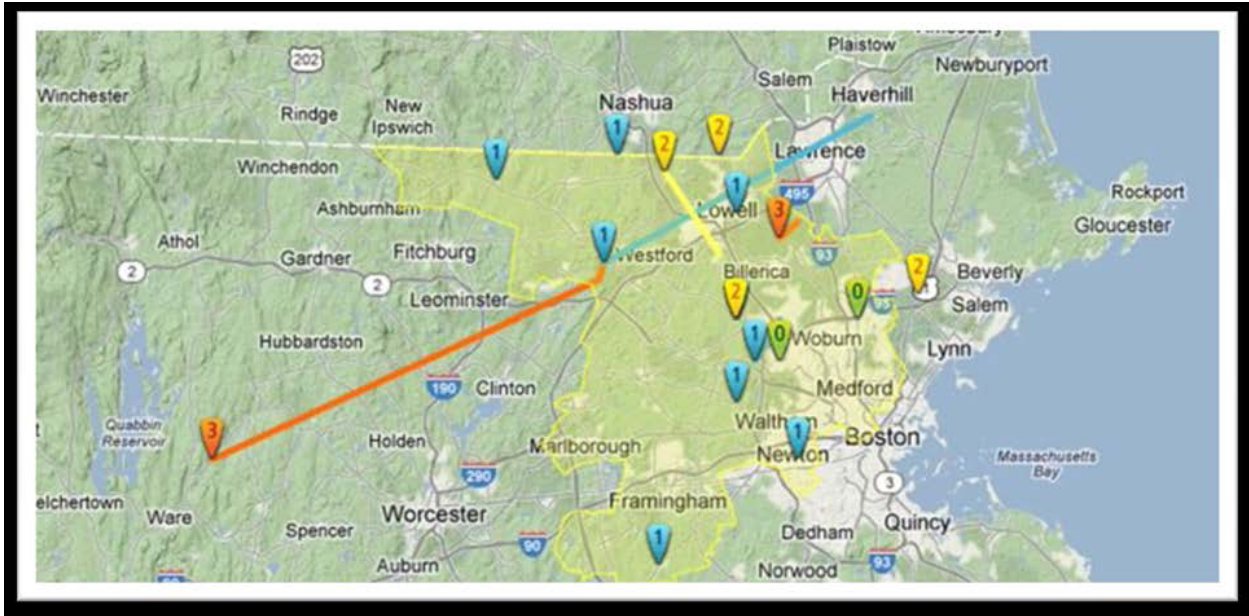 Plaistow
Newburyport
202
Salem
Winchester
Haverhill
Nashua
New
Ipswich
Rindge
1
2
2
Lawrence
1
Winchendon
1
495
Rockport
Ashburnham
Lowell
3
Gloucester
Athol
1
Fitchburg
Westford
93
Gardner
2
2
Billerica
2
Beverly
Leominster
2
0
1
95
Salem
Hubbardston
1
0
Woburn
Lynn
190
Clinton
1
Medford
Quabbin
Reservoir
3
Holden
Marlborough
Waltham
1
Boston
Newton
Massachusetts
Bay
290
3
elchertown
Ware
Worcester
Framingham
Spencer
90
1
Dedham
Quincy
Auburn
Norwood
93